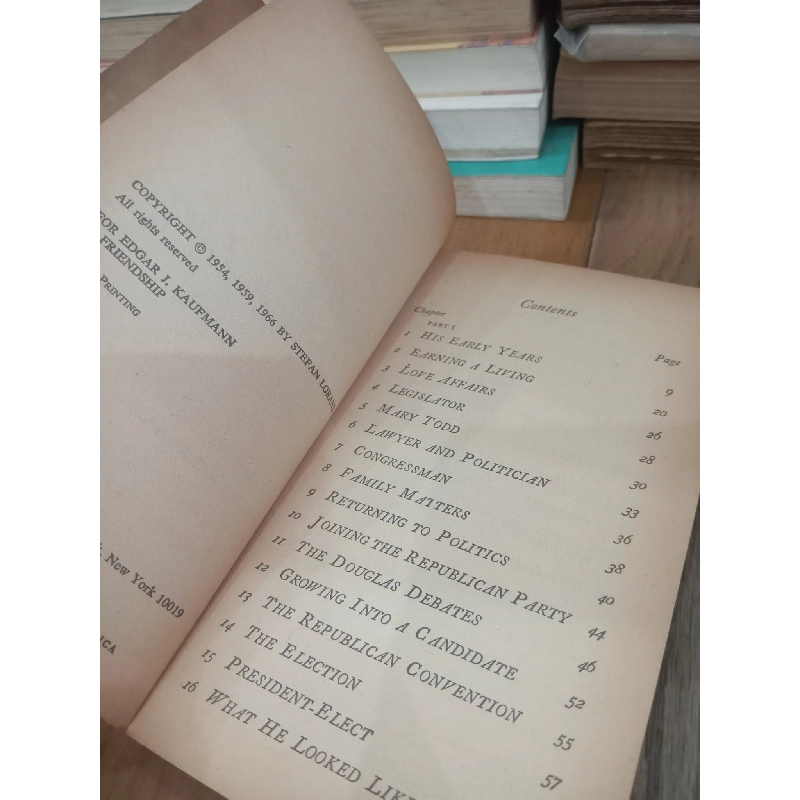 COPYRIGHT © 1954, 1959, 1966 BY STEFAN
All rights reserved
FOR EDGAR J. KAUFMANN
FRIENDSHIP
PRINTING
New York 10019
Contents
Chapter Page
PART I
1 HIS EARLY YEARS 9
2 EARNING A LIVING 20
3 LOVE AFFAIRS 26
4 LEGISLATOR 28
5 MARY TODD 30
6 LAWYER AND POLITICIAN 33
7 CONGRESSMAN 36
8 FAMILY MATTERS 38
9 RETURNING TO POLITICS 40
10 JOINING THE REPUBLICAN PARTY 44
11 THE DOUGLAS DEBATES 46
12 GROWING INTO A CANDIDATE 52
13 THE REPUBLICAN CONVENTION 55
14 THE ELECTION 57
15 PRESIDENT-ELECT
16 WHAT HE LOOKED LIKE